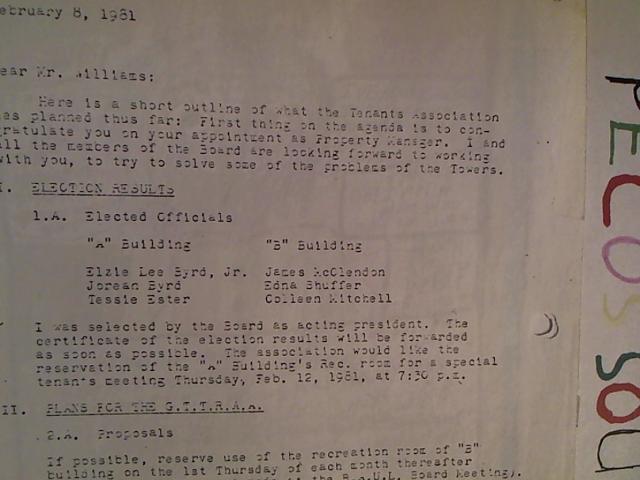 ebruary 8, 1981
ear Mr. Williams:
Here is a short outline of what the Tenants Association
as planned thus far: First thing on the agenda is to con-
gratulate you on your appointment as Property Manager. I and
all the members of the Board are looking forward to working
with you, to try to solve some of the problems of the Towers.
I. ELECTION RESULTS
1.A. Elected Officials
"A" Building "B" Building
Elzie Lee Byrd, Jr. James McClendon
Jorean Byrd Edna Shuffer
Tessie Ester Colleen Mitchell
I was selected by the Board as acting president. The
certificate of the election results will be forwarded
as soon as possible. The association would like the
reservation of the "A" Building's Rec. room for a special
tenant's meeting Thursday, Feb. 12, 1981, at 7:30 p.m.
II. PLANS FOR THE G.T.T.R.A.A.
2.A. Proposals
If possible, reserve use of the recreation room of "B"
building on the 1st Thursday of each month thereafter
Board Meeting).
PECOS SOU